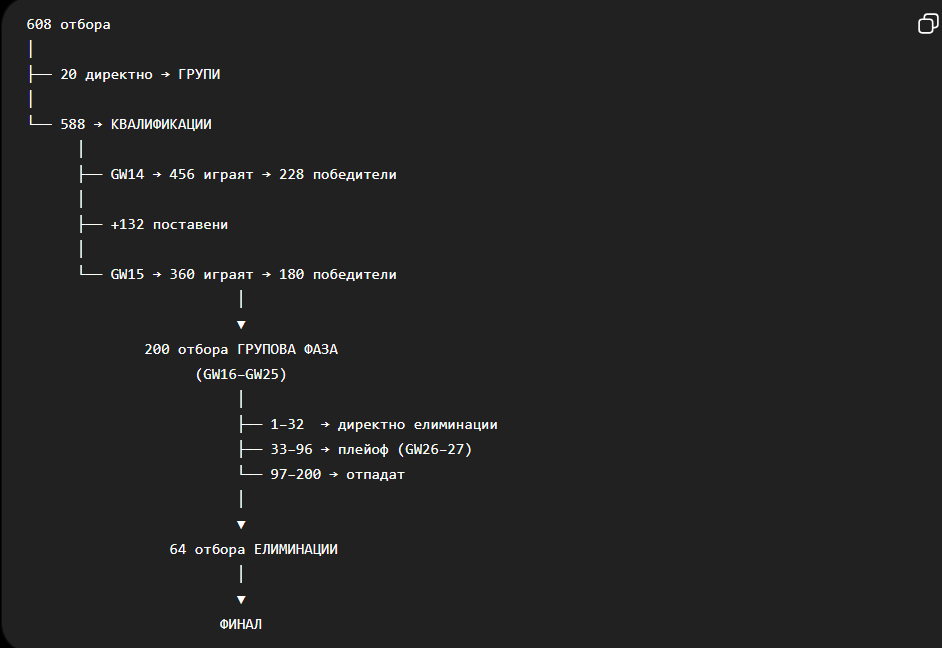 608 отбора
│
├── 20 директно → ГРУПИ
│
└── 588 → КВАЛИФИКАЦИИ
      │
      ├── GW14 → 456 играят → 228 победители
      │
      ├── +132 поставени
      │
      └── GW15 → 360 играят → 180 победители
                         │
                         ▼
              200 отбора ГРУПОВА ФАЗА
                    (GW16–GW25)
                         │
                         ├── 1–32  → директно елиминации
                         ├── 33–96 → плейоф (GW26–27)
                         └── 97–200 → отпадат
                         │
                         ▼
                 64 отбора ЕЛИМИНАЦИИ
                         │
                         ▼
                       ФИНАЛ